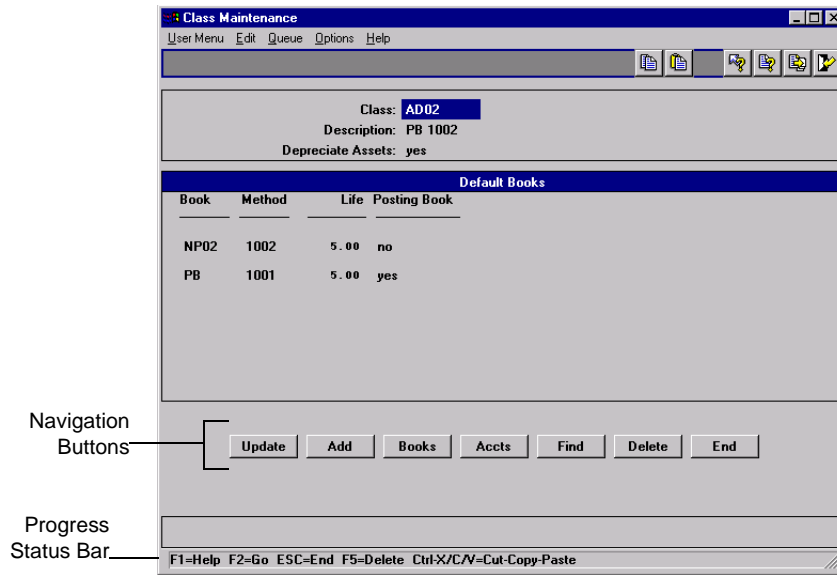 Class Maintenance
User Menu Edit Queue Options Help
Class: AD02
Description: PB 1002
Depreciate Assets: yes
Default Books
Book Method Life Posting Book
NP02 1002 5.00 no
PB 1001 5.00 yes
Navigation
Buttons
Update Add Books Accts Find Delete End
Progress
Status Bar
F1=Help F2=Go ESC=End F5=Delete Ctrl-X/C/V=Cut-Copy-Paste